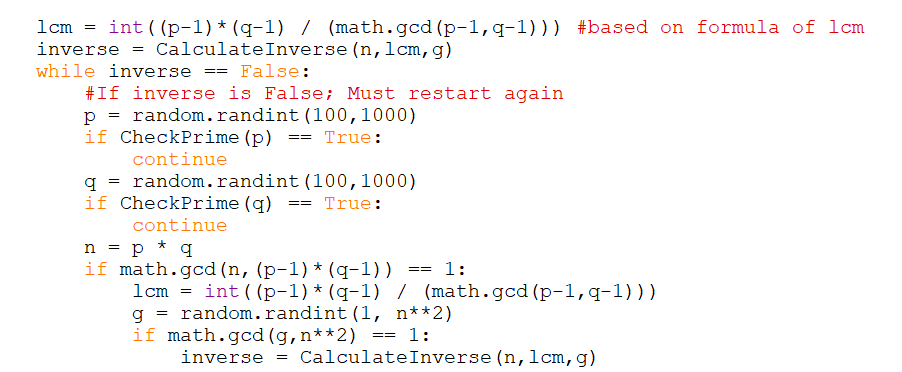 lcm = int((p-1)*(q-1) / (math.gcd(p-1,q-1))) #based on formula of lcm
inverse = CalculateInverse(n,lcm,g)
while inverse == False:
    #If inverse is False; Must restart again
    p = random.randint(100,1000)
    if CheckPrime(p) == True:
        continue
    q = random.randint(100,1000)
    if CheckPrime(q) == True:
        continue
    n = p * q
    if math.gcd(n,(p-1)*(q-1)) == 1:
        lcm = int((p-1)*(q-1) / (math.gcd(p-1,q-1)))
        g = random.randint(1, n**2)
        if math.gcd(g,n**2) == 1:
            inverse = CalculateInverse(n,lcm,g)